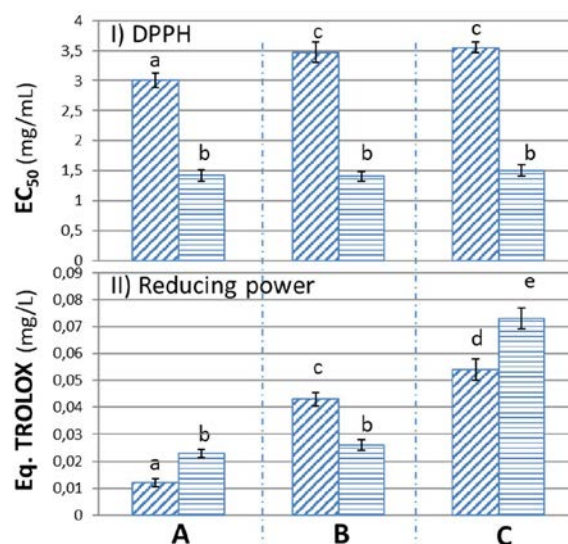 I) DPPH
EC₅₀ (mg/mL)
4
3,5
3
2,5
2
1,5
1
0,5
0
a
b
c
b
c
b
II) Reducing power
Eq. TROLOX (mg/L)
0,09
0,08
0,07
0,06
0,05
0,04
0,03
0,02
0,01
0
a
b
c
b
d
e
A B C